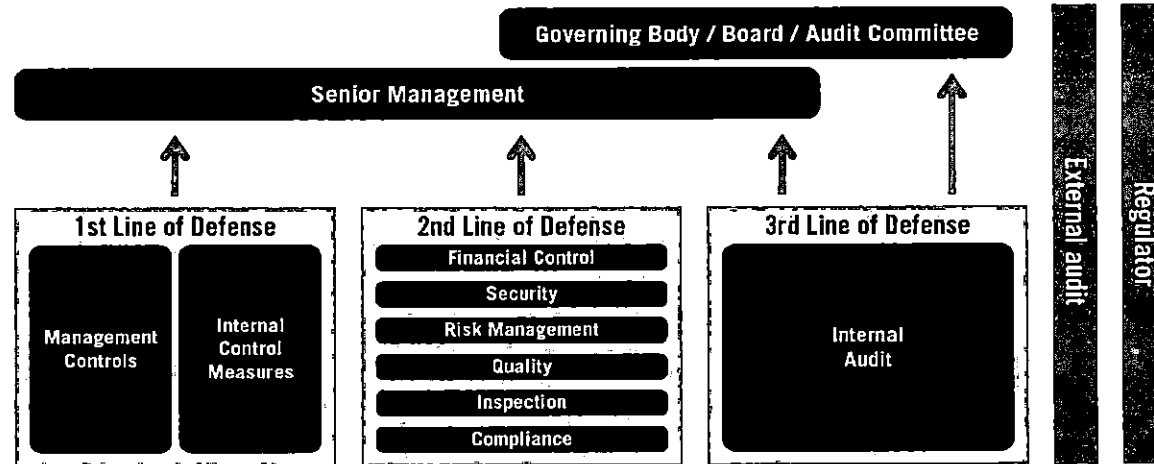 Governing Body / Board / Audit Committee
Senior Management
1st Line of Defense
Management
Controls
Internal
Control
Measures
2nd Line of Defense
Financial Control
Security
Risk Management
Quality
Inspection
Compliance
3rd Line of Defense
Internal
Audit
External audit
Regulator